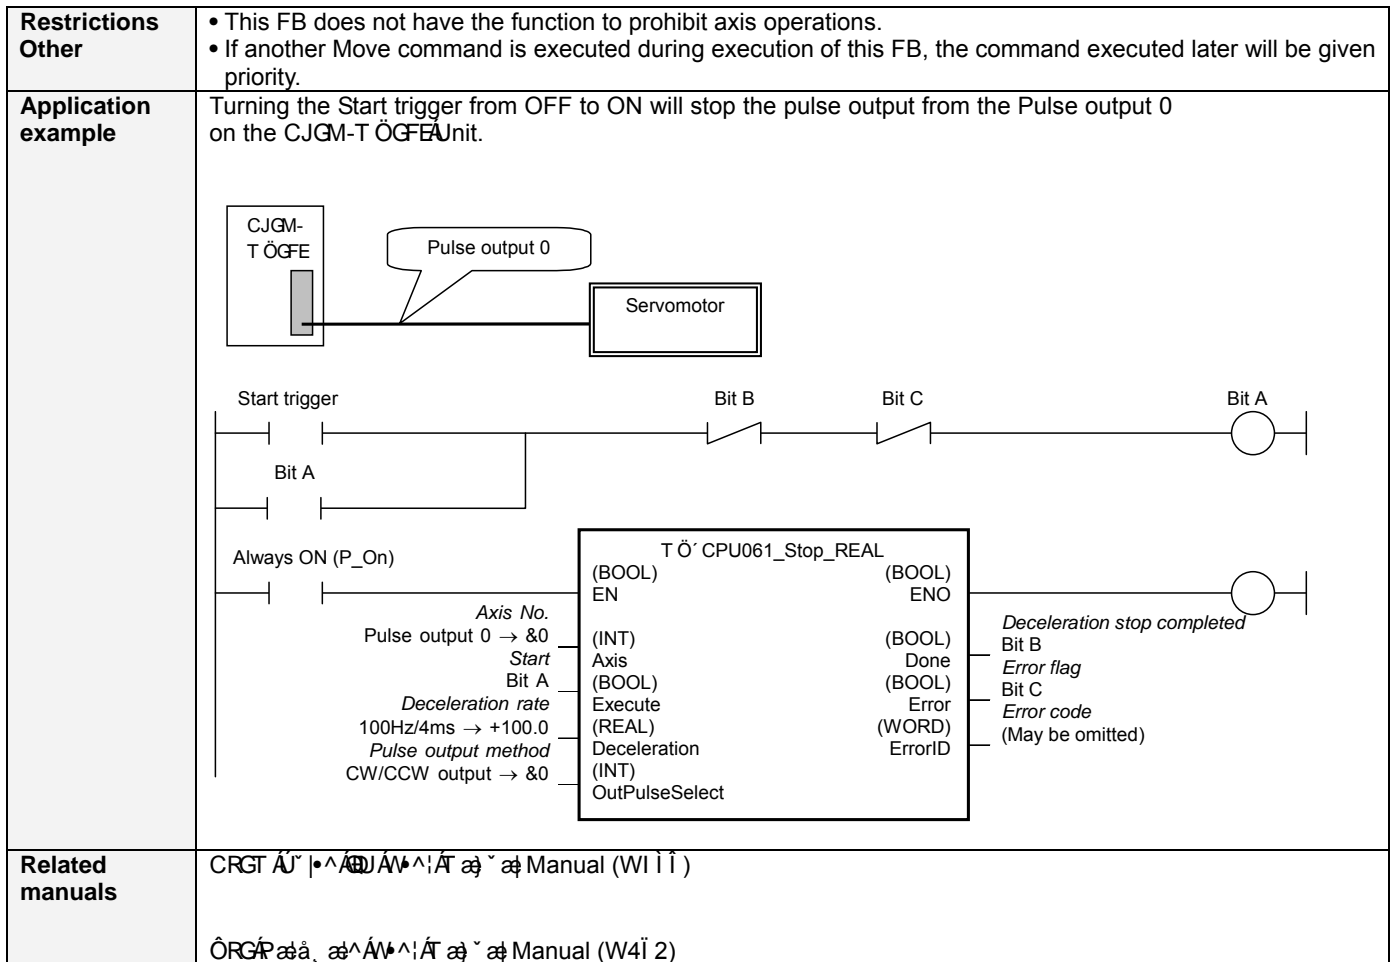 Restrictions
Other
• This FB does not have the function to prohibit axis operations.
• If another Move command is executed during execution of this FB, the command executed later will be given
priority.
Application
example
Turning the Start trigger from OFF to ON will stop the pulse output from the Pulse output 0
on the
Pulse output 0
Servomotor
Start trigger
Bit B
Bit C
Bit A
Bit A
Always ON (P_On)
CPU061_Stop_REAL
(BOOL)
EN
(BOOL)
ENO
Axis No.
Pulse output 0 → &0
(INT)
Axis
(BOOL)
Done
Deceleration stop completed
Bit B
Start
Bit A
(BOOL)
Execute
(BOOL)
Error
Error flag
Bit C
Deceleration rate
100Hz/4ms → +100.0
(REAL)
Deceleration
(WORD)
ErrorID
Error code
(May be omitted)
Pulse output method
CW/CCW output → &0
(INT)
OutPulseSelect
Related
manuals
Manual
Manual